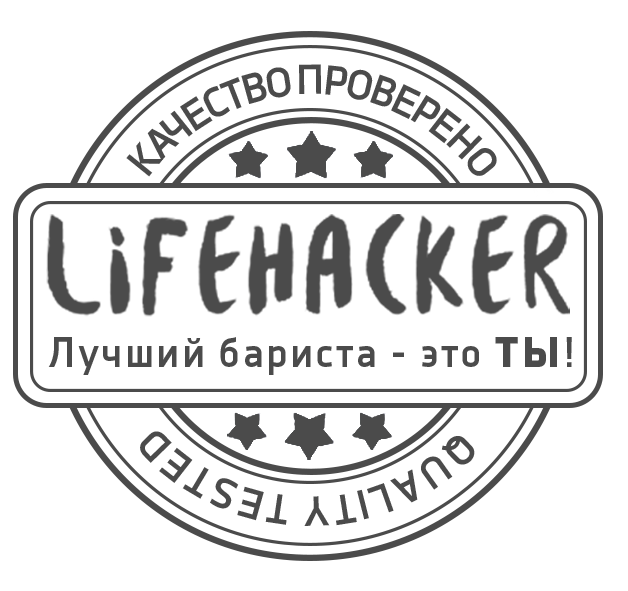 КАЧЕСТВО ПРОВЕРЕНО
LiFEHACKER
Лучший бариста - это ТЫ!
QUALITY TESTED